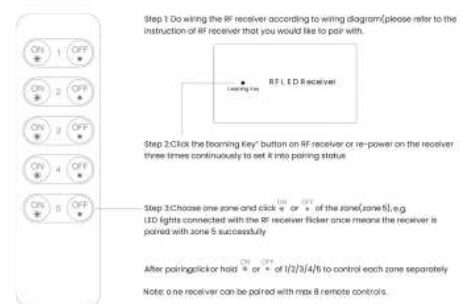 Step 1: Do wiring the RF receiver according to wiring diagram(please refer to the
instruction of RF receiver that you would like to pair with.
ON 1 OFF
ON 2 OFF
ON 3 OFF
ON 4 OFF
ON 5 OFF
RF LED Receiver
Learning Key
Step 2:Click the "learning Key" button on RF receiver or re-power on the receiver
three times continuously to set it into pairing status
Step 3:Choose one zone and click ON or OFF of the zone(zone 5),e.g.
LED lights connected with the RF receiver flicker once means the receiver is
paired with zone 5 successfully
After pairing,click or hold ON or OFF of 1/2/3/4/5 to control each zone separately
Note: one receiver can be paired with max 8 remote controls.